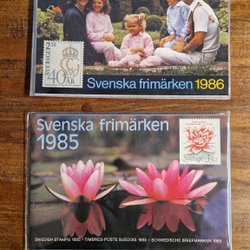 SVERIGE
40 ÅR
Svenska frimärken 1986
Svenska frimärken
1985
SWEDISH STAMPS 1985 • TIMBRES-POSTE SUEDOIS 1985 • SCHWEDISCHE BRIEFMARKEN 1985